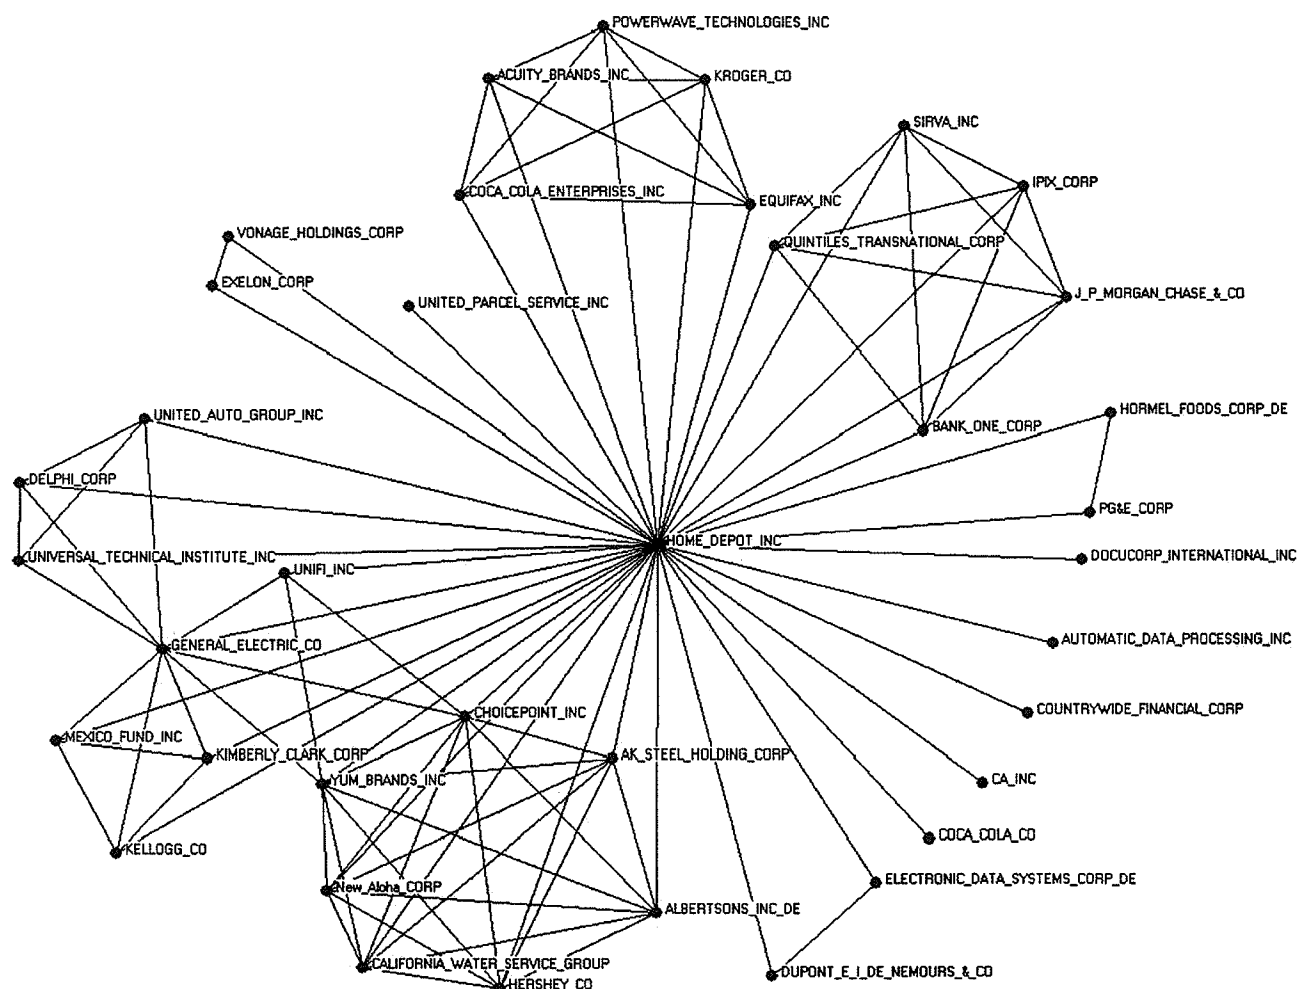 POWERWAVE_TECHNOLOGIES_INC
ACUITY_BRANDS_INC
KROGER_CO
SIRVA_INC
IPIX_CORP
COCA_COLA_ENTERPRISES_INC
EQUIFAX_INC
VONAGE_HOLDINGS_CORP
QUINTILES_TRANSNATIONAL_CORP
EXELON_CORP
J_P_MORGAN_CHASE_&_CO
UNITED_PARCEL_SERVICE_INC
HORMEL_FOODS_CORP_DE
UNITED_AUTO_GROUP_INC
BANK_ONE_CORP
DELPHI_CORP
PG&E_CORP
HOME_DEPOT_INC
UNIVERSAL_TECHNICAL_INSTITUTE_INC
DOCUCORP_INTERNATIONAL_INC
UNIFI_INC
AUTOMATIC_DATA_PROCESSING_INC
GENERAL_ELECTRIC_CO
CHOICEPOINT_INC
COUNTRYWIDE_FINANCIAL_CORP
MEXICO_FUND_INC
KIMBERLY_CLARK_CORP
AK_STEEL_HOLDING_CORP
YUM_BRANDS_INC
CA_INC
COCA_COLA_CO
KELLOGG_CO
ELECTRONIC_DATA_SYSTEMS_CORP_DE
New_Aloha_CORP
ALBERTSONS_INC_DE
CALIFORNIA_WATER_SERVICE_GROUP
DUPONT_E_I_DE_NEMOURS_&_CO
HERSHEY_CO